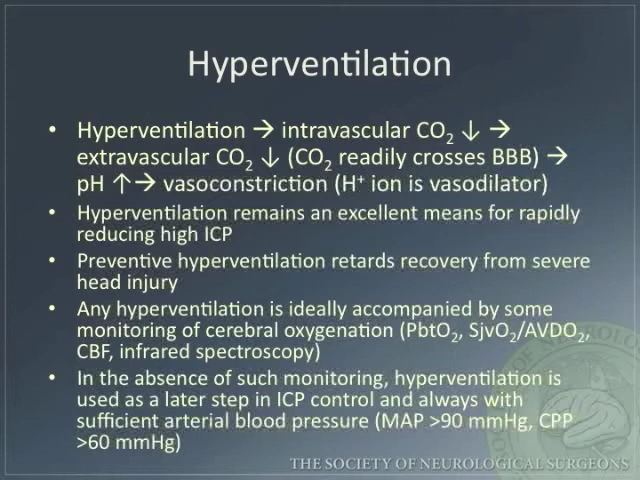 Hyperventilation
• Hyperventilation → intravascular CO₂ ↓ →
extravascular CO₂ ↓ (CO₂ readily crosses BBB) →
pH ↑→ vasoconstriction (H⁺ ion is vasodilator)
• Hyperventilation remains an excellent means for rapidly
reducing high ICP
• Preventive hyperventilation retards recovery from severe
head injury
• Any hyperventilation is ideally accompanied by some
monitoring of cerebral oxygenation (PbtO₂, SjvO₂/AVDO₂,
CBF, infrared spectroscopy)
• In the absence of such monitoring, hyperventilation is
used as a later step in ICP control and always with
sufficient arterial blood pressure (MAP >90 mmHg, CPP
>60 mmHg)
THE SOCIETY OF NEUROLOGICAL SURGEONS